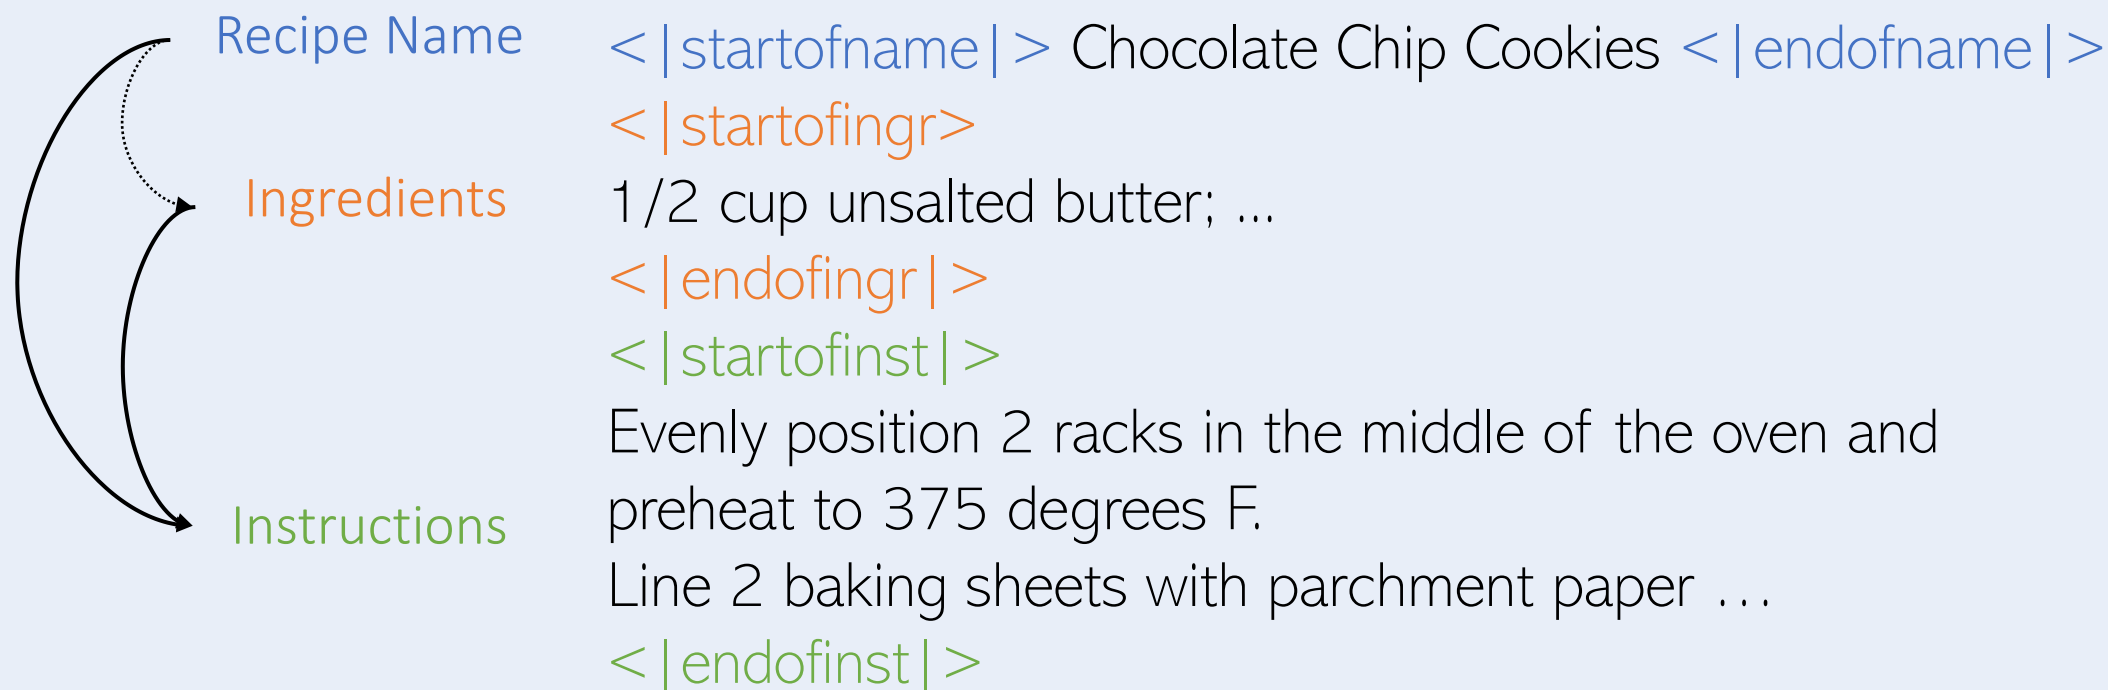 Recipe Name <|startofname|> Chocolate Chip Cookies <|endofname|>
<|startofingr>
Ingredients 1/2 cup unsalted butter; ...
<|endofingr|>
<|startofinst|>
Evenly position 2 racks in the middle of the oven and
Instructions preheat to 375 degrees F.
Line 2 baking sheets with parchment paper ...
<|endofinst|>